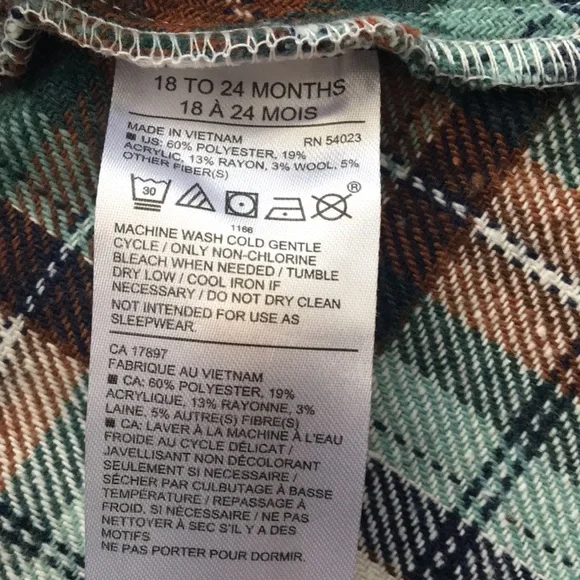 18 TO 24 MONTHS
18 À 24 MOIS
MADE IN VIETNAM RN 54023
US: 60% POLYESTER, 19%
ACRYLIC, 13% RAYON, 3% WOOL, 5%
OTHER FIBER(S)
30
®
1166
MACHINE WASH COLD GENTLE
CYCLE / ONLY NON-CHLORINE
BLEACH WHEN NEEDED / TUMBLE
DRY LOW / COOL IRON IF
NECESSARY / DO NOT DRY CLEAN
NOT INTENDED FOR USE AS
SLEEPWEAR.
CA 17897
FABRIQUE AU VIETNAM
CA: 60% POLYESTER, 19%
ACRYLIQUE, 13% RAYONNE, 3%
LAINE, 5% AUTRE(S) FIBRE(S)
CA: LAVER À LA MACHINE À L'EAU
FROIDE AU CYCLE DÉLICAT /
JAVELLISANT NON DÉCOLORANT
SEULEMENT SI NECESSAIRE /
SÈCHER PAR CULBUTAGE À BASSE
TEMPÉRATURE / REPASSAGE À
FROID, SI NÉCESSAIRE / NE PAS
NETTOYER À SEC S'IL Y A DES
MOTIFS
NE PAS PORTER POUR DORMIR.